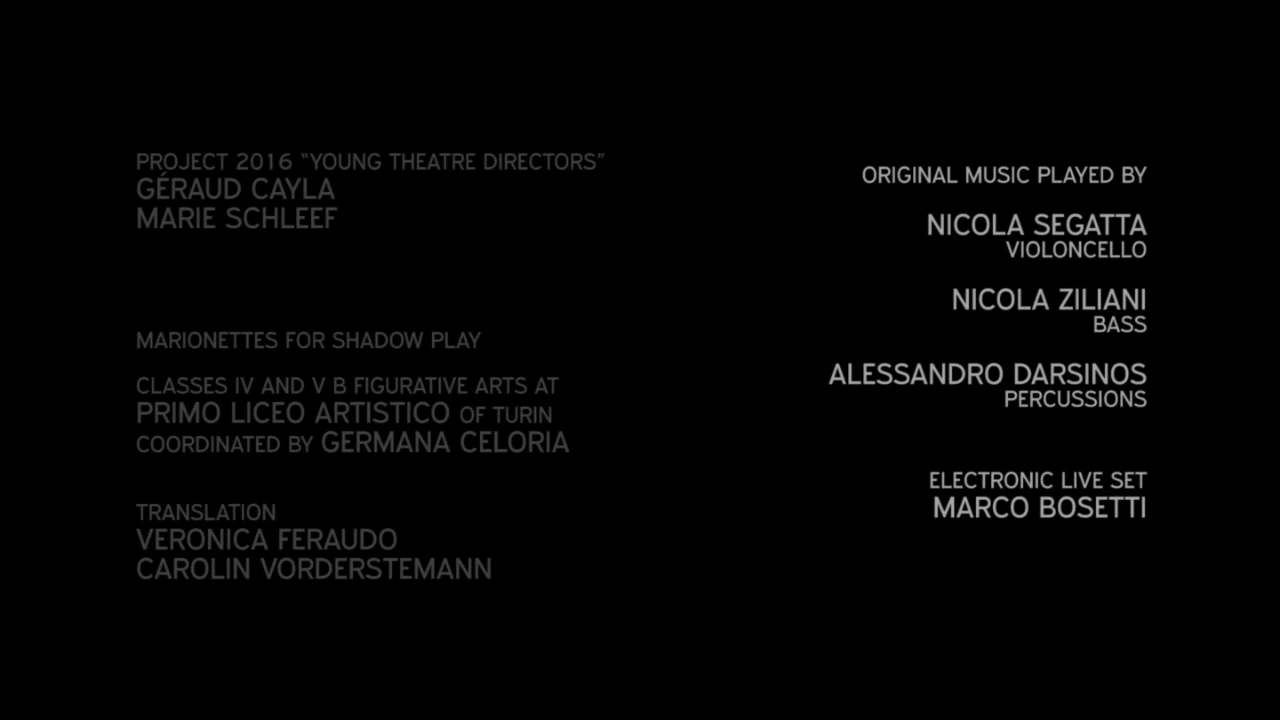 PROJECT 2016 “YOUNG THEATRE DIRECTORS”
GÉRAUD CAYLA
MARIE SCHLEEF
MARIONETTES FOR SHADOW PLAY
CLASSES IV AND V B FIGURATIVE ARTS AT
PRIMO LICEO ARTISTICO OF TURIN
COORDINATED BY GERMANA CELORIA
TRANSLATION
VERONICA FERAUDO
CAROLIN VORDERSTEMANN
ORIGINAL MUSIC PLAYED BY
NICOLA SEGATTA
VIOLONCELLO
NICOLA ZILIANI
BASS
ALESSANDRO DARSINOS
PERCUSSIONS
ELECTRONIC LIVE SET
MARCO BOSETTI